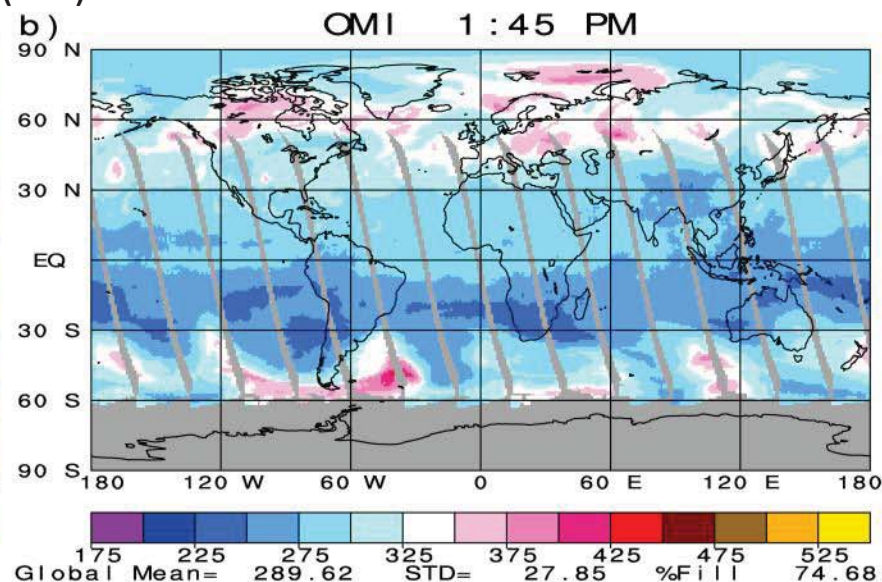 b) OMI 1:45 PM
90 N
60 N
30 N
EQ
30 S
60 S
90 S
180 120 W 60 W 0 60 E 120 E 180
175 225 275 325 375 425 475 525
Global Mean= 289.62 STD= 27.85 %Fill 74.68